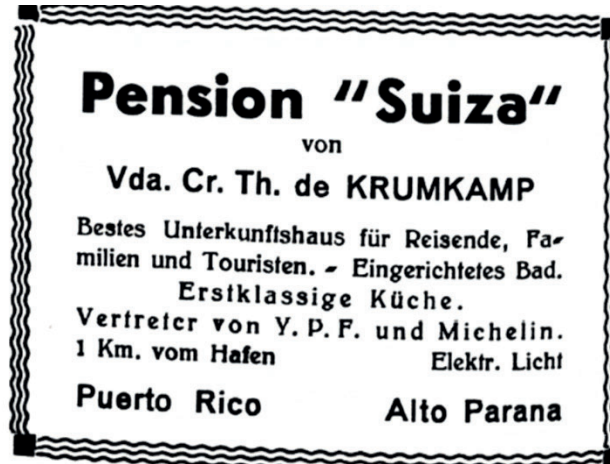 Pension "Suiza"
von
Vda. Cr. Th. de KRUMKAMP
Bestes Unterkunftshaus für Reisende, Fa-
milien und Touristen. - Eingerichtetes Bad.
Erstklassige Küche.
Vertreter von Y. P. F. und Michelin.
1 Km. vom Hafen Elektr. Licht
Puerto Rico Alto Parana